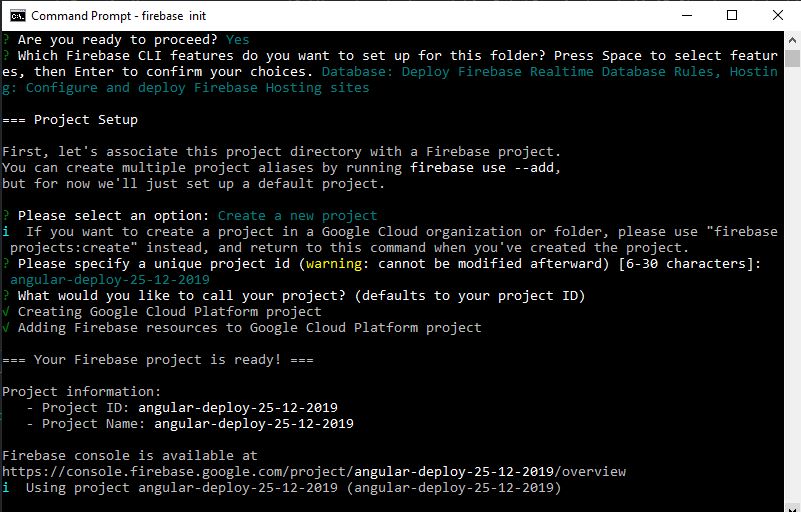 Command Prompt - firebase  init
? Are you ready to proceed? Yes
? Which Firebase CLI features do you want to set up for this folder? Press Space to select featur
es, then Enter to confirm your choices. Database: Deploy Firebase Realtime Database Rules, Hostin
g: Configure and deploy Firebase Hosting sites
=== Project Setup
First, let's associate this project directory with a Firebase project.
You can create multiple project aliases by running firebase use --add,
but for now we'll just set up a default project.
? Please select an option: Create a new project
i  If you want to create a project in a Google Cloud organization or folder, please use "firebase
 projects:create" instead, and return to this command when you've created the project.
? Please specify a unique project id (warning: cannot be modified afterward) [6-30 characters]:
 angular-deploy-25-12-2019
? What would you like to call your project? (defaults to your project ID)
√ Creating Google Cloud Platform project
√ Adding Firebase resources to Google Cloud Platform project
=== Your Firebase project is ready! ===
Project information:
   - Project ID: angular-deploy-25-12-2019
   - Project Name: angular-deploy-25-12-2019
Firebase console is available at
https://console.firebase.google.com/project/angular-deploy-25-12-2019/overview
i  Using project angular-deploy-25-12-2019 (angular-deploy-25-12-2019)